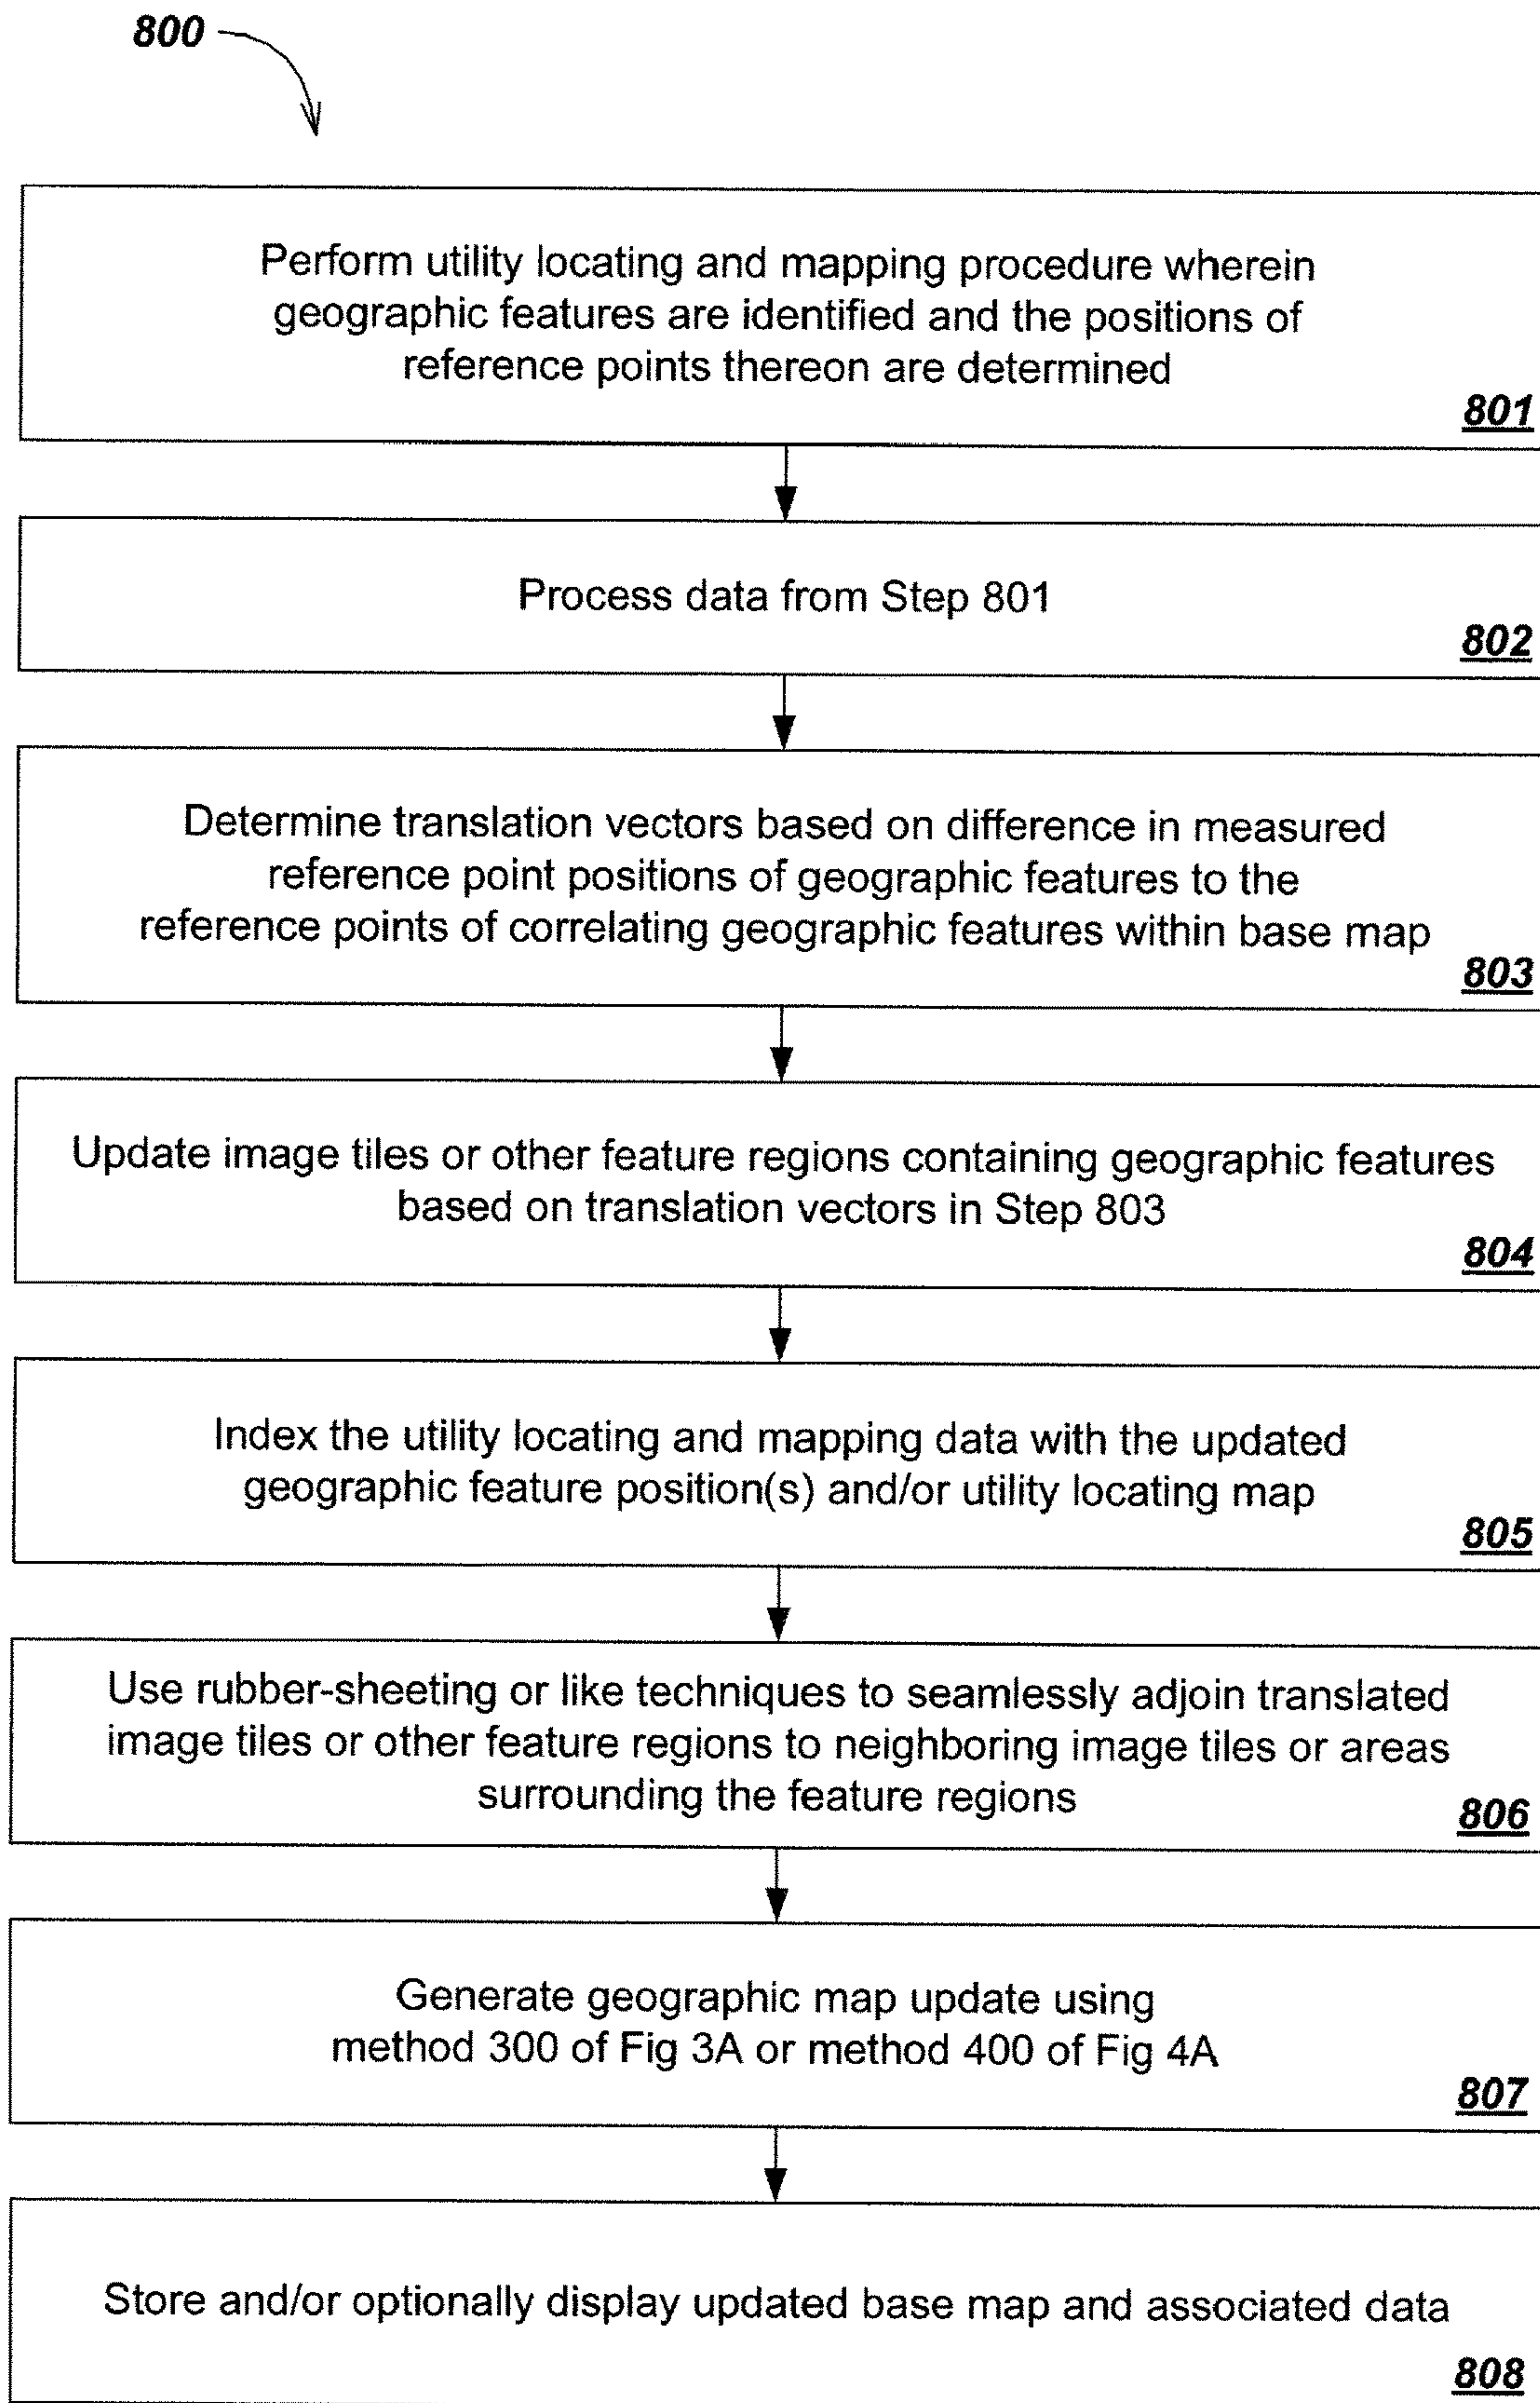 800
Perform utility locating and mapping procedure wherein
geographic features are identified and the positions of
reference points thereon are determined
801
Process data from Step 801
802
Determine translation vectors based on difference in measured
reference point positions of geographic features to the
reference points of correlating geographic features within base map
803
Update image tiles or other feature regions containing geographic features
based on translation vectors in Step 803
804
Index the utility locating and mapping data with the updated
geographic feature position(s) and/or utility locating map
805
Use rubber-sheeting or like techniques to seamlessly adjoin translated
image tiles or other feature regions to neighboring image tiles or areas
surrounding the feature regions
806
Generate geographic map update using
method 300 of Fig 3A or method 400 of Fig 4A
807
Store and/or optionally display updated base map and associated data
808